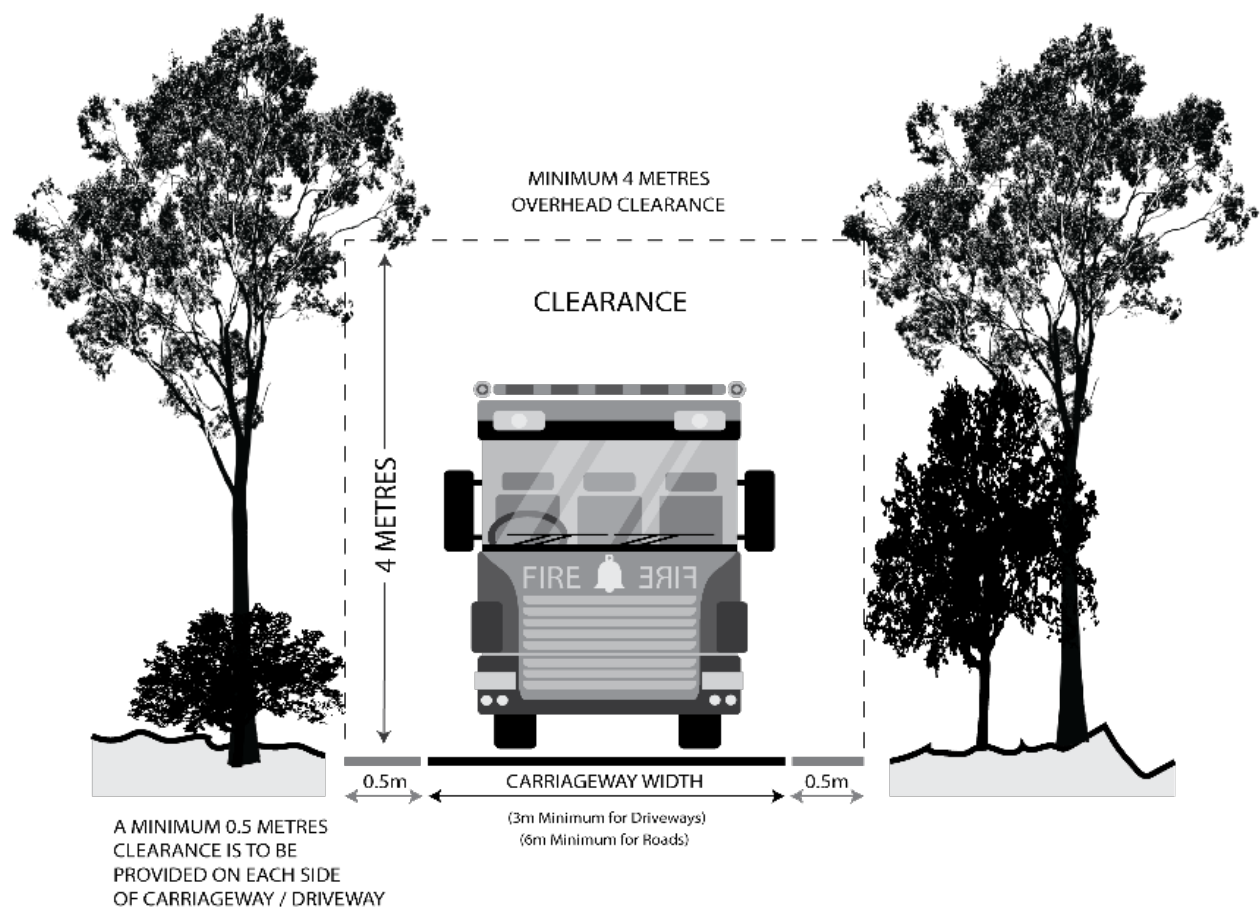 MINIMUM 4 METRES
OVERHEAD CLEARANCE
CLEARANCE
4 METRES
FIRE FIRE
0.5m
CARRIAGEWAY WIDTH
0.5m
(3m Minimum for Driveways)
(6m Minimum for Roads)
A MINIMUM 0.5 METRES
CLEARANCE IS TO BE
PROVIDED ON EACH SIDE
OF CARRIAGEWAY / DRIVEWAY